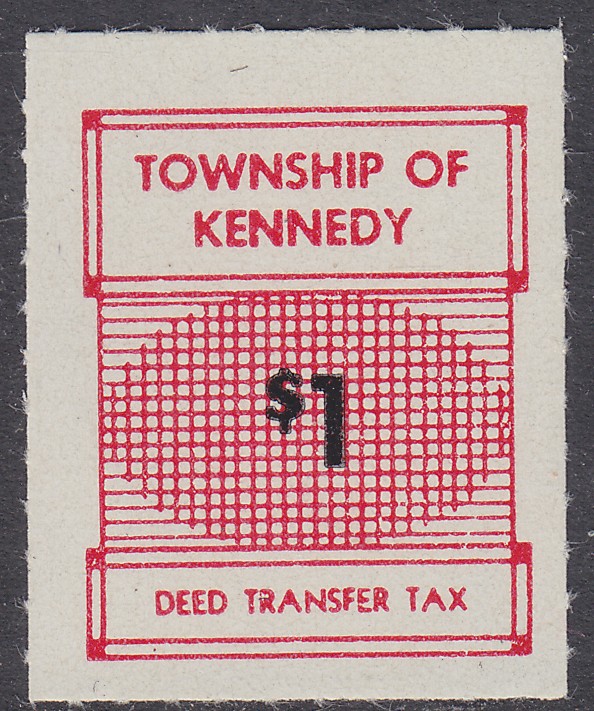 TOWNSHIP OF
KENNEDY
$1
DEED TRANSFER TAX